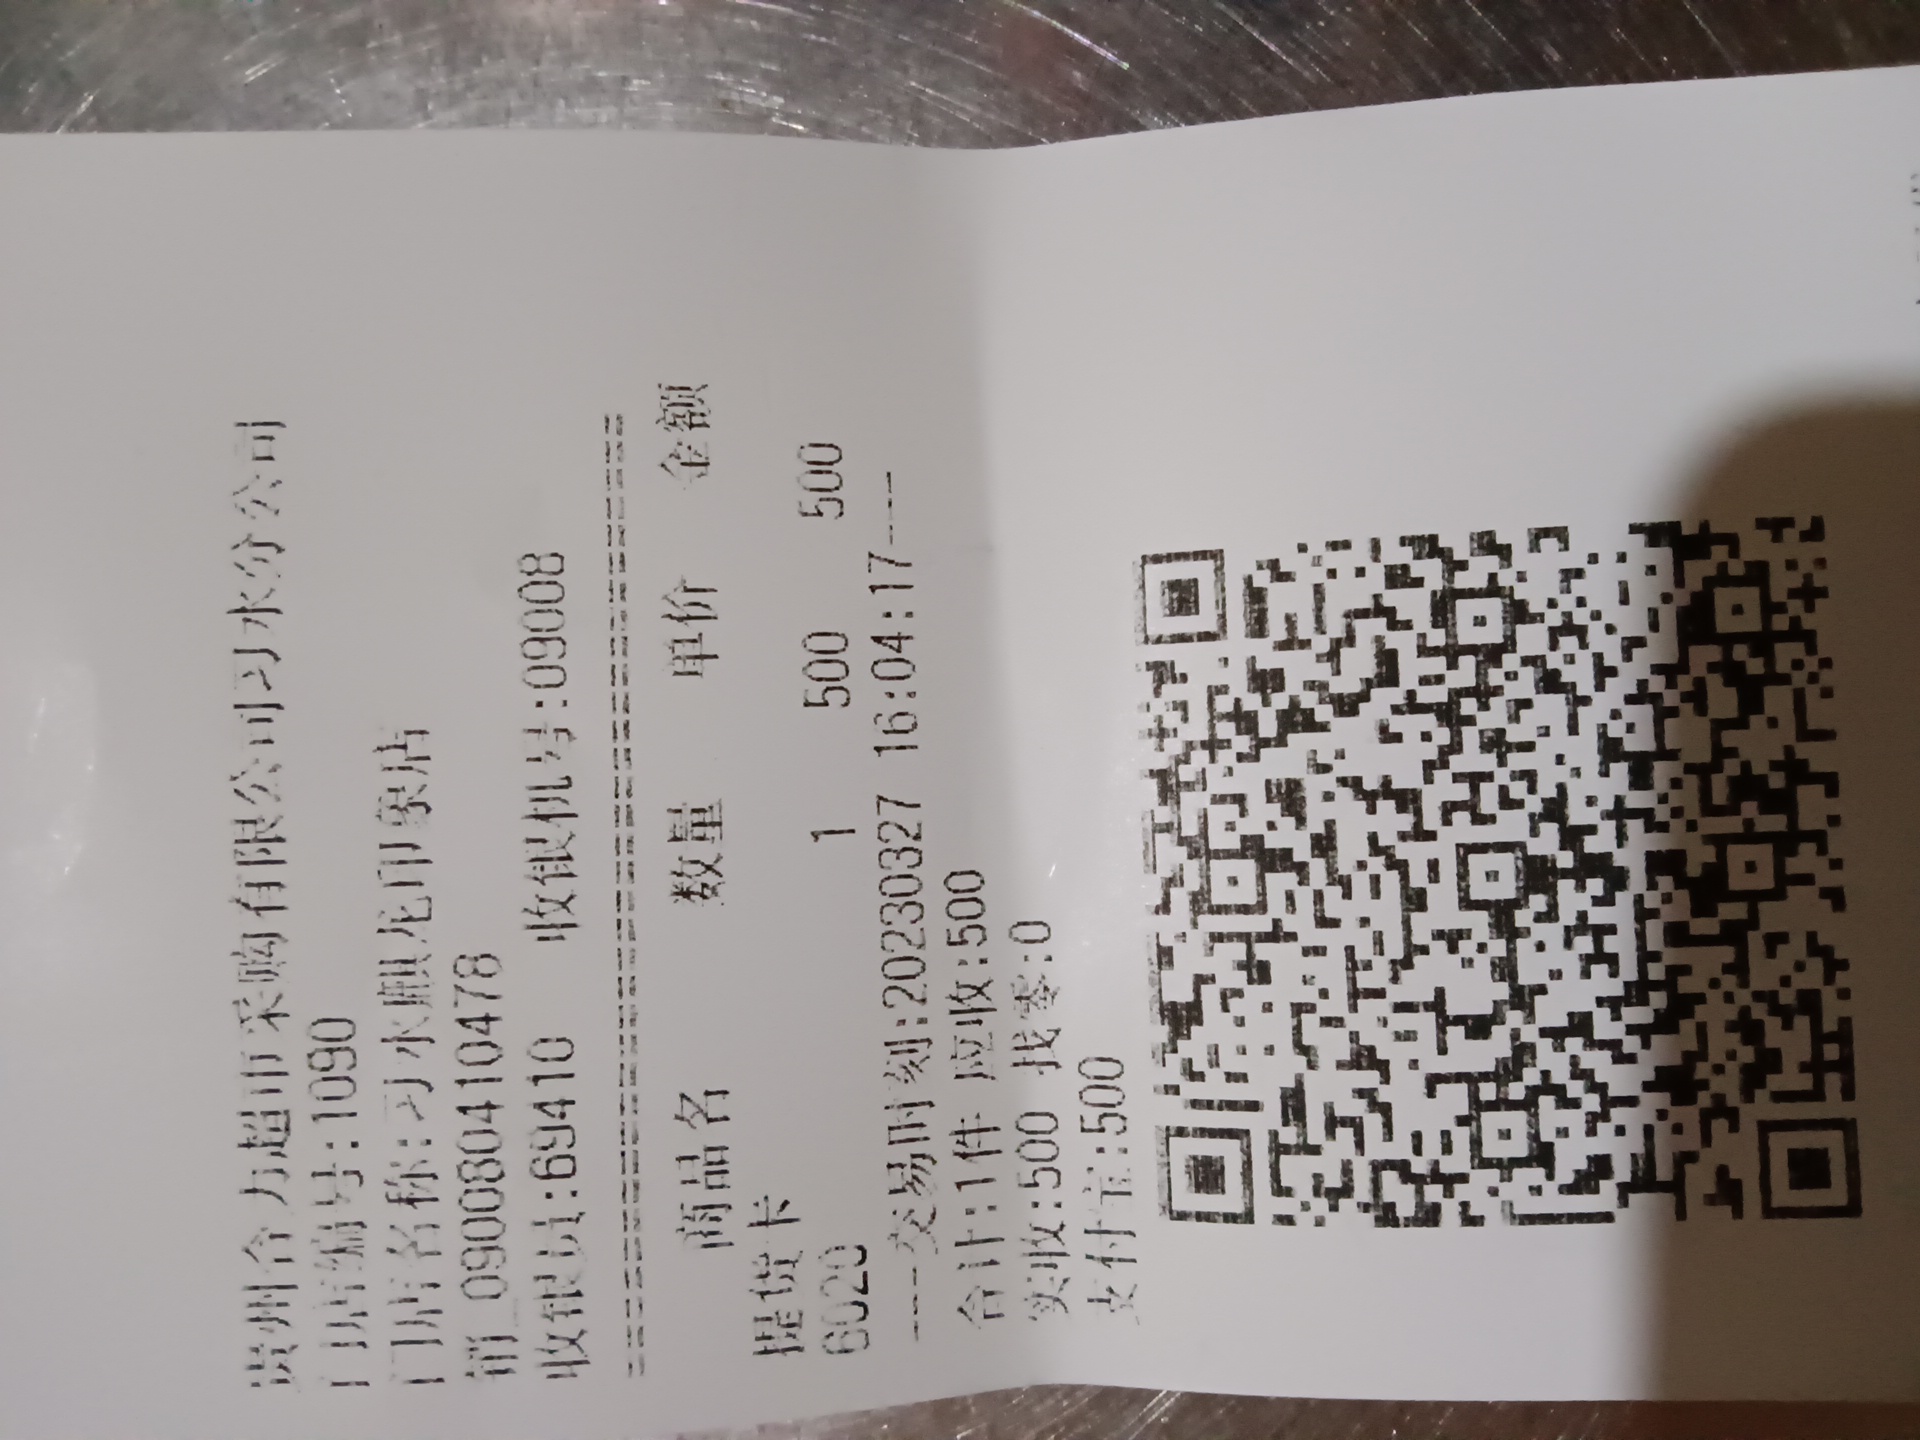 贵州合力超市采购有限公司习水分公司
门店编号:1090
门店名称:习水麒龙印象店
销_09008041 0478
收银员:69410 收银机号:09008
商品名 数量 单价 金额
提货卡
6020 1 500 500
----交易时刻:20230327 16:04:17----
合计:1件 应收:500
实收:500 找零:0
支付宝:500